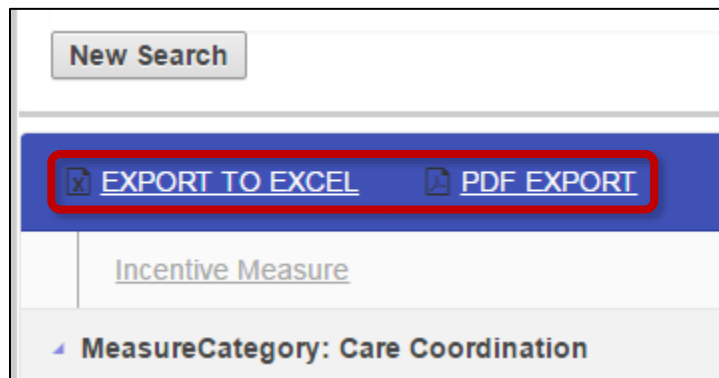 New Search
EXPORT TO EXCEL PDF EXPORT
Incentive Measure
MeasureCategory: Care Coordination